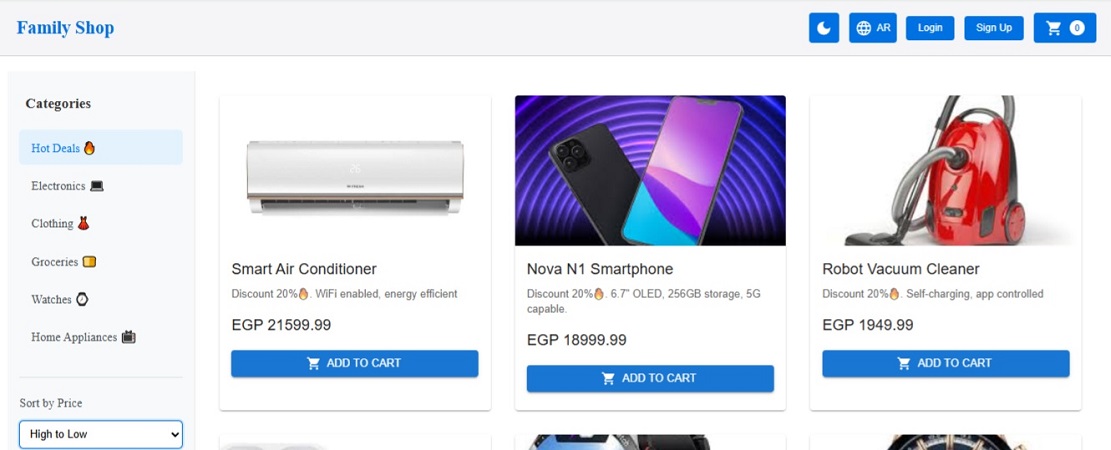 Family Shop
AR
Login
Sign Up
0
Categories
Hot Deals 🔥
Electronics 💻
Clothing 👗
Groceries
Watches ⌚
Home Appliances 📺
Sort by Price
High to Low
Smart Air Conditioner
Discount 20%🔥. WiFi enabled, energy efficient
EGP 21599.99
ADD TO CART
Nova N1 Smartphone
Discount 20%🔥. 6.7" OLED, 256GB storage, 5G
capable.
EGP 18999.99
ADD TO CART
Robot Vacuum Cleaner
Discount 20%🔥. Self-charging, app controlled
EGP 1949.99
ADD TO CART